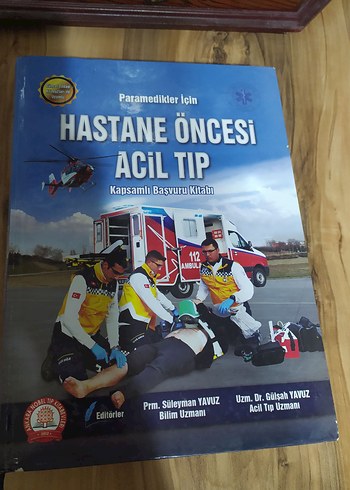 Paramedikler İçin
HASTANE ÖNCESİ
ACİL TIP
Kapsamlı Başvuru Kitabı
112
AMBULANS
Editörler
Prm. Süleyman YAVUZ
Bilim Uzmanı
Uzm. Dr. Gülşah YAVUZ
Acil Tıp Uzmanı